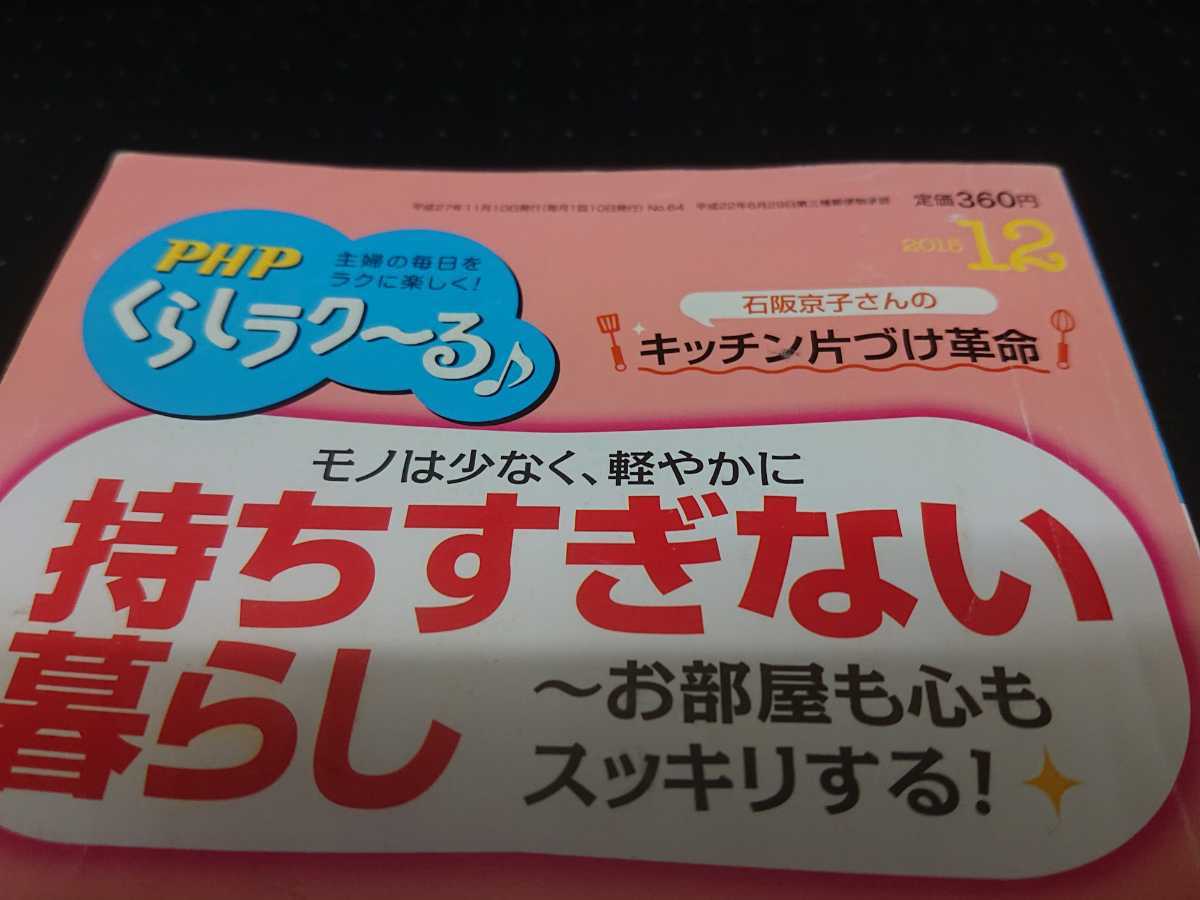 平成27年11月10日発行(毎月1回10日発行) No.64 平成22年6月29日第三種郵便物承認
定価360円
2015 12
PHP
主婦の毎日を
ラクに楽しく!
くらしラク〜る♪
石阪京子さんの
キッチン片づけ革命
モノは少なく、軽やかに
持ちすぎない
暮らし
〜お部屋も心も
スッキリする!